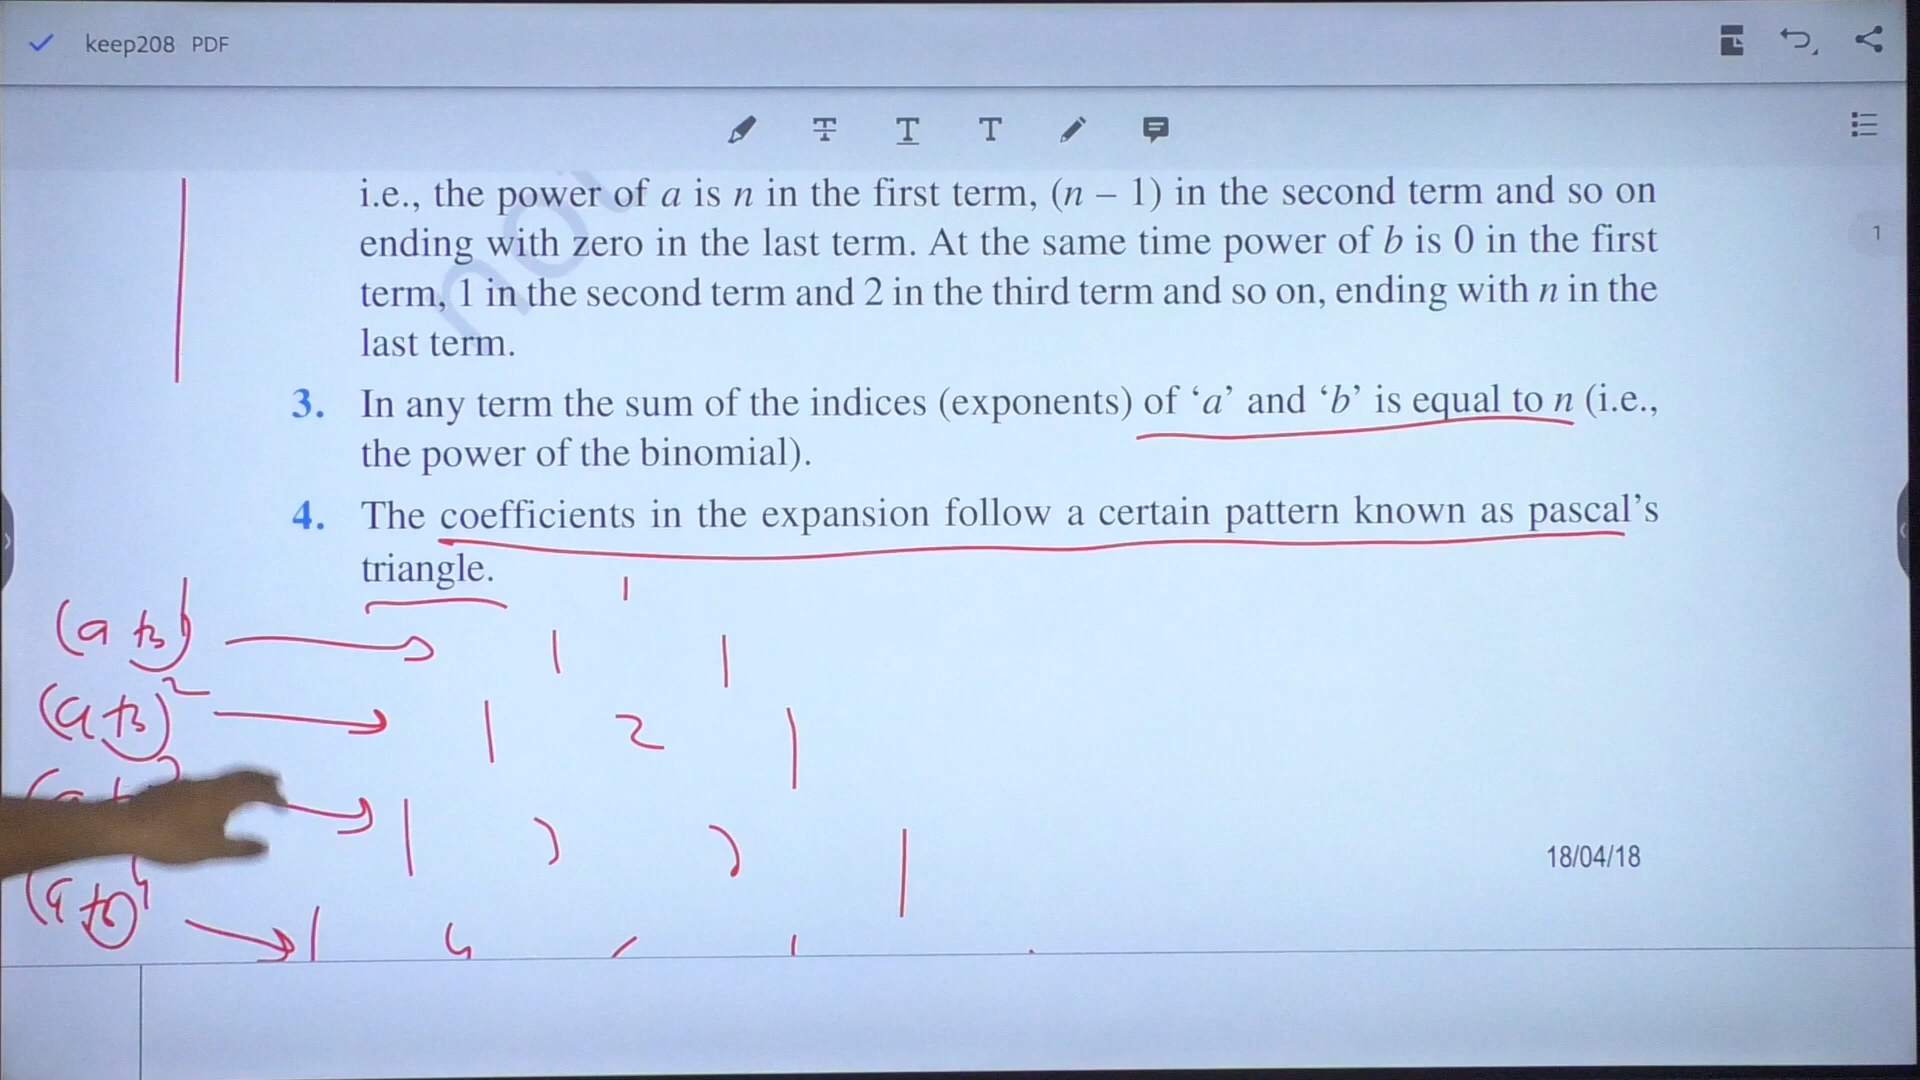 keep208 PDF
1
i.e., the power of a is n in the first term, (n – 1) in the second term and so on
ending with zero in the last term. At the same time power of b is 0 in the first
term, 1 in the second term and 2 in the third term and so on, ending with n in the
last term.
3. In any term the sum of the indices (exponents) of ‘a’ and ‘b’ is equal to n (i.e.,
the power of the binomial).
4. The coefficients in the expansion follow a certain pattern known as pascal’s
triangle.
1
(a+b)¹ → 1 1
(a+b)² → 1 2 1
→ 1 3 3 1
(a+b)⁴ → 1 4
18/04/18